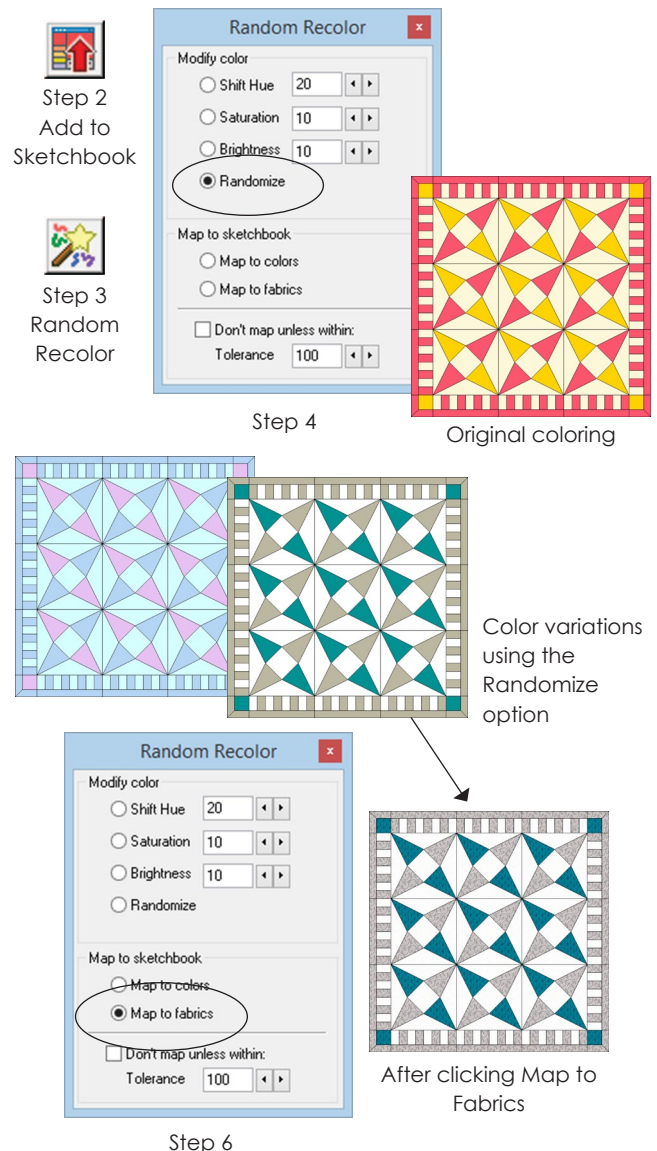 Step 2
Add to
Sketchbook
Step 3
Random
Recolor
Random Recolor
x
Modify color
Shift Hue 20
Saturation 10
Brightness 10
Randomize
Map to sketchbook
Map to colors
Map to fabrics
Don't map unless within:
Tolerance 100
Step 4
Original coloring
Color variations
using the
Randomize
option
Random Recolor
x
Modify color
Shift Hue 20
Saturation 10
Brightness 10
Randomize
Map to sketchbook
Map to colors
Map to fabrics
Don't map unless within:
Tolerance 100
Step 6
After clicking Map to
Fabrics